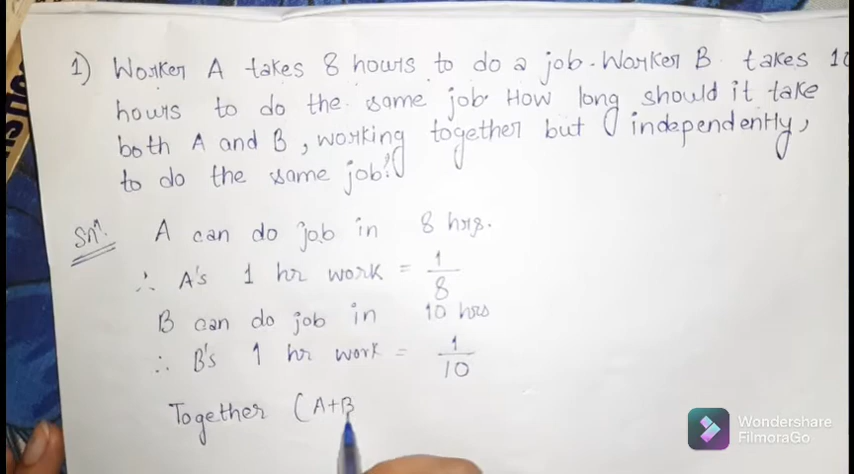 1) Worker A takes 8 hours to do a job. Worker B takes 10
hours to do the same job. How long should it take
both A and B, working together but independently,
to do the same job?
Sn. A can do job in 8 hrs.
∴ A's 1 hr work = 1/8
B can do job in 10 hrs
∴ B's 1 hr work = 1/10
Together (A+B
Wondershare
FilmoraGo